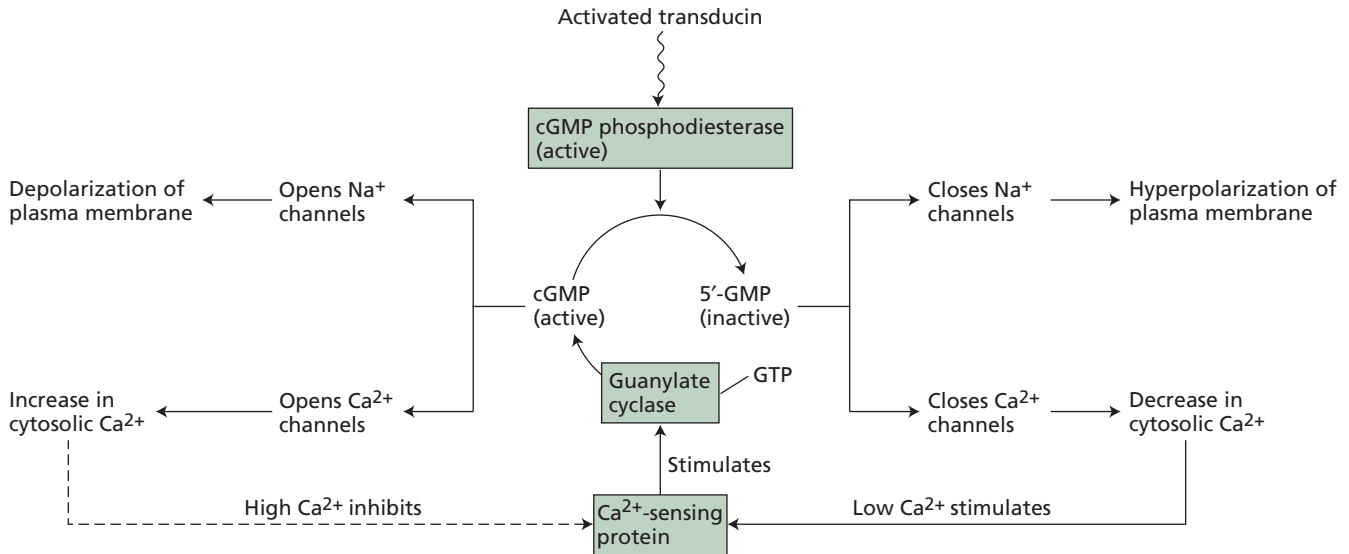 Activated transducin
cGMP phosphodiesterase
(active)
Depolarization of
plasma membrane
Opens Na⁺
channels
Closes Na⁺
channels
Hyperpolarization of
plasma membrane
cGMP
(active)
5′-GMP
(inactive)
Guanylate
cyclase
GTP
Increase in
cytosolic Ca²⁺
Opens Ca²⁺
channels
Closes Ca²⁺
channels
Decrease in
cytosolic Ca²⁺
Stimulates
High Ca²⁺ inhibits
Ca²⁺-sensing
protein
Low Ca²⁺ stimulates